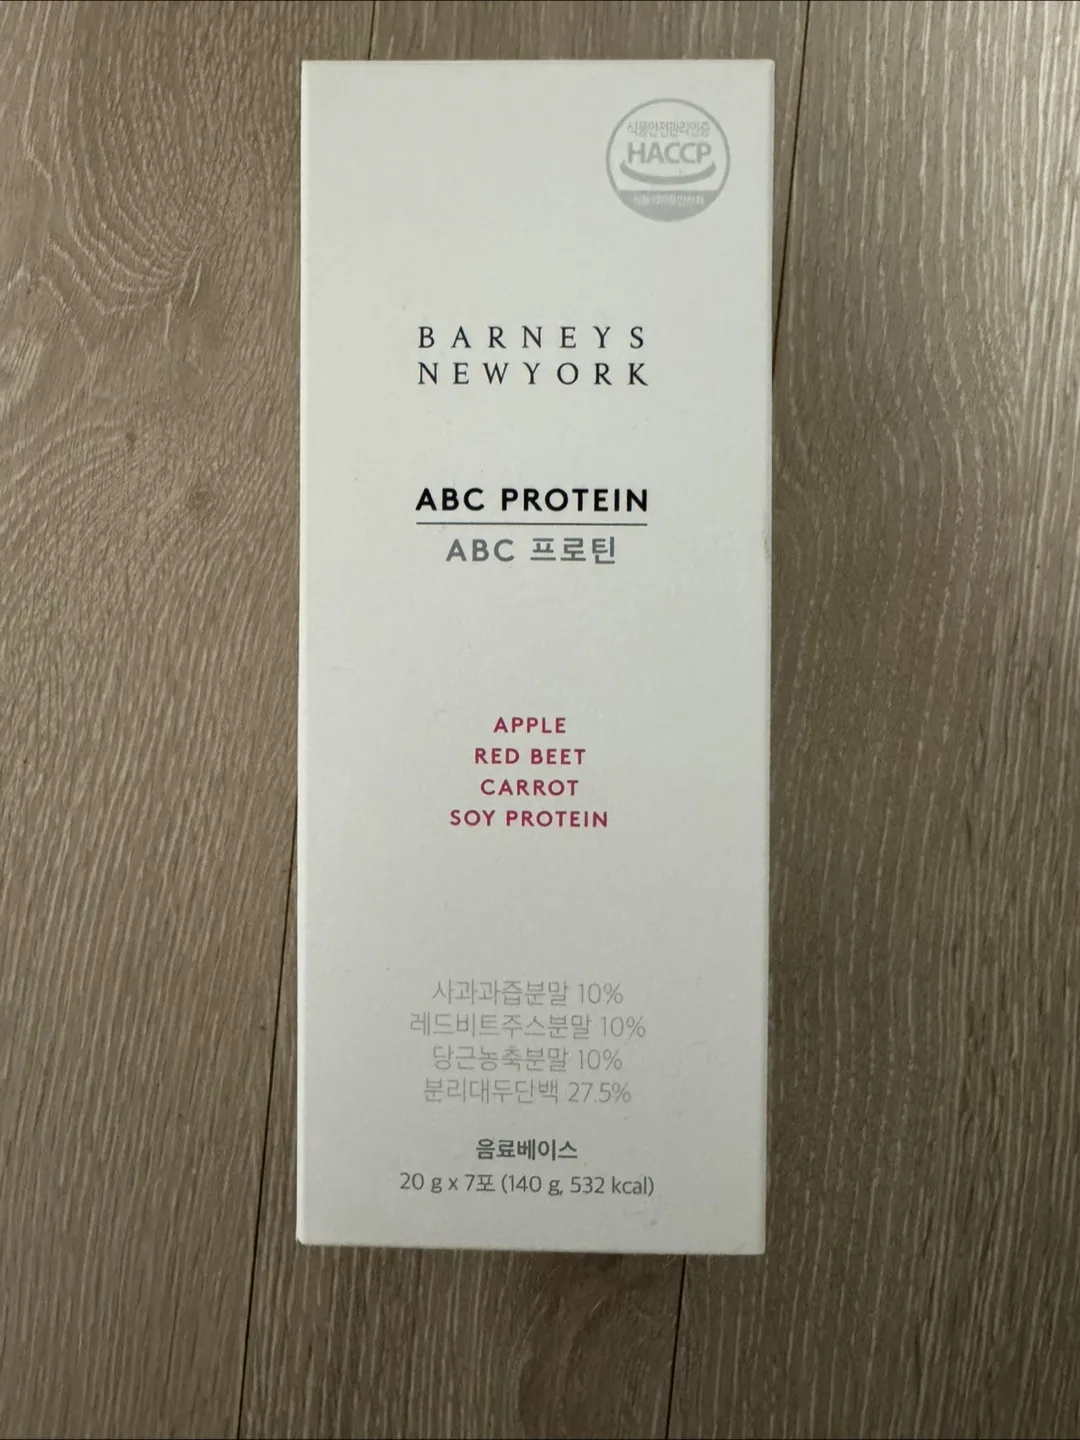 식품안전관리인증
HACCP
BARNEYS
NEWYORK
ABC PROTEIN
ABC 프로틴
APPLE
RED BEET
CARROT
SOY PROTEIN
사과과즙분말 10%
레드비트주스분말 10%
당근농축분말 10%
분리대두단백 27.5%
음료베이스
20 g x 7포 (140 g, 532 kcal)